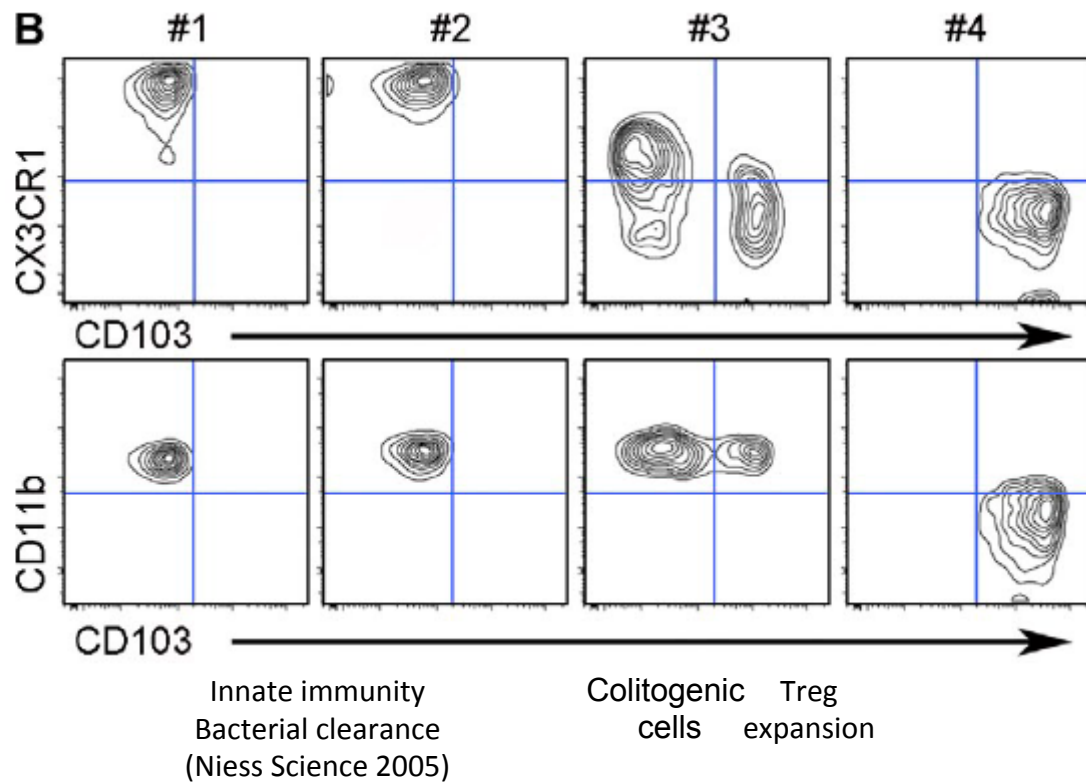 B #1 #2 #3 #4
CX3CR1
CD103
CD11b
CD103
Innate immunity
Bacterial clearance
(Niess Science 2005)
Colitogenic
cells
Treg
expansion